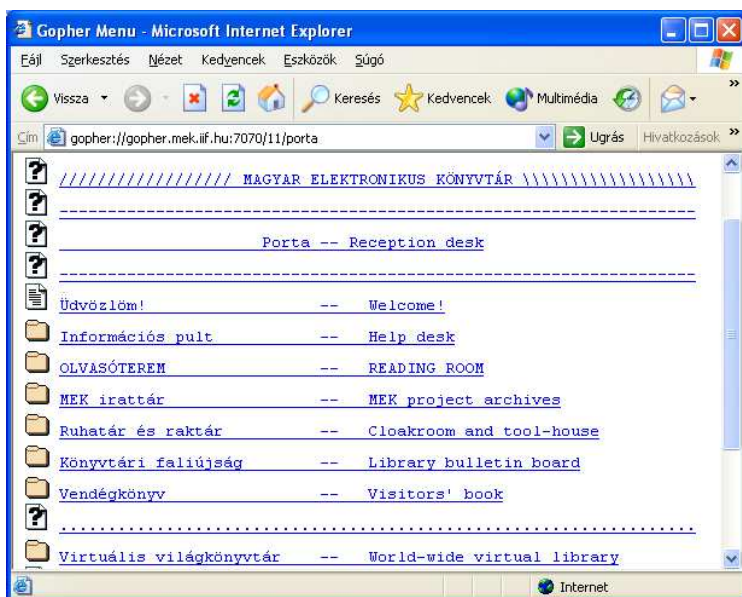 Gopher Menu - Microsoft Internet Explorer
Fájl Szerkesztés Nézet Kedvencek Eszközök Súgó
Vissza Keresés Kedvencek Multimédia »
Cím gopher://gopher.mek.iif.hu:7070/11/porta Ugrás Hivatkozások »
////////////////// MAGYAR ELEKTRONIKUS KÖNYVTÁR \\\\\\\\\\\\\\\\\\
------------------------------------------------------------------
Porta -- Reception desk
------------------------------------------------------------------
Üdvözlöm! -- Welcome!
Információs pult -- Help desk
OLVASÓTEREM -- READING ROOM
MEK irattár -- MEK project archives
Ruhatár és raktár -- Cloakroom and tool-house
Könyvtári faliújság -- Library bulletin board
Vendégkönyv -- Visitors' book
..................................................................
Virtuális világkönyvtár -- World-wide virtual library
Internet